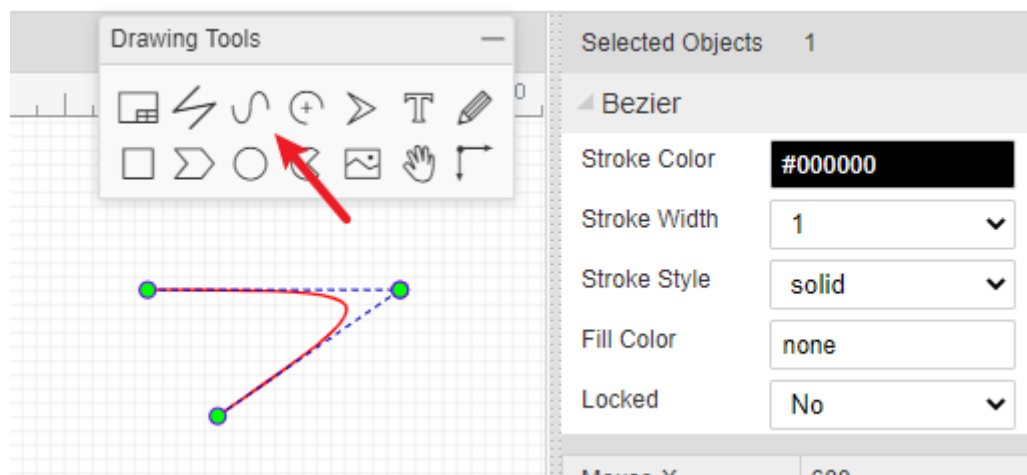 Drawing Tools
0
T
Selected Objects 1
Bezier
Stroke Color #000000
Stroke Width 1
Stroke Style solid
Fill Color none
Locked No